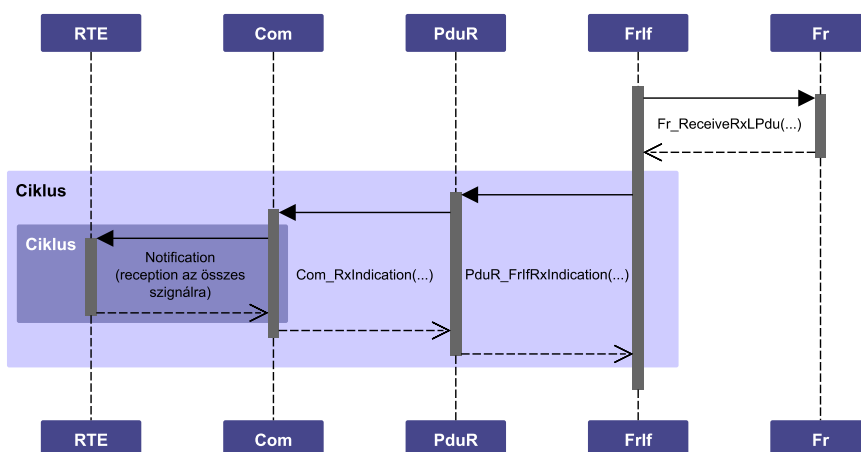 RTE
Com
PduR
FrIf
Fr
Fr_ReceiveRxLPdu(...)
Ciklus
Ciklus
Notification
(reception az összes
szignálra)
Com_RxIndication(...)
PduR_FrIfRxIndication(...)
RTE
Com
PduR
FrIf
Fr